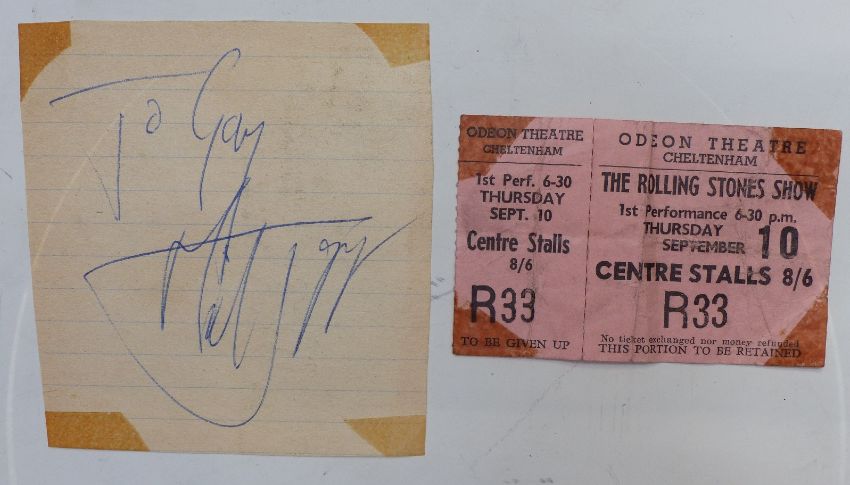 To Gay
ODEON THEATRE
CHELTENHAM
1st Perf. 6-30
THURSDAY
SEPT. 10
Centre Stalls
8/6
R33
TO BE GIVEN UP
ODEON THEATRE
CHELTENHAM
THE ROLLING STONES SHOW
1st Performance 6-30 p.m.
THURSDAY
SEPTEMBER 10
CENTRE STALLS 8/6
R33
No ticket exchanged nor money refunded
THIS PORTION TO BE RETAINED